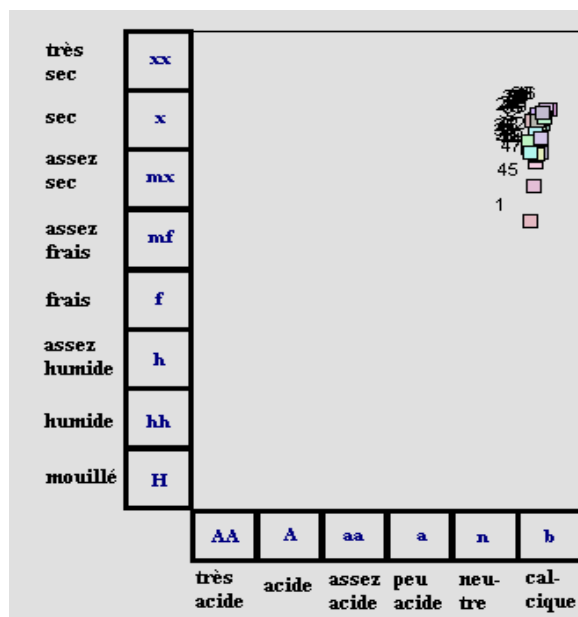 très
sec
xx
sec
x
assez
sec
mx
47
45
assez
frais
mf
1
frais
f
assez
humide
h
humide
hh
mouillé
H
AA
A
aa
a
n
b
très
acide
acide
assez
acide
peu
acide
neu-
tre
cal-
cique